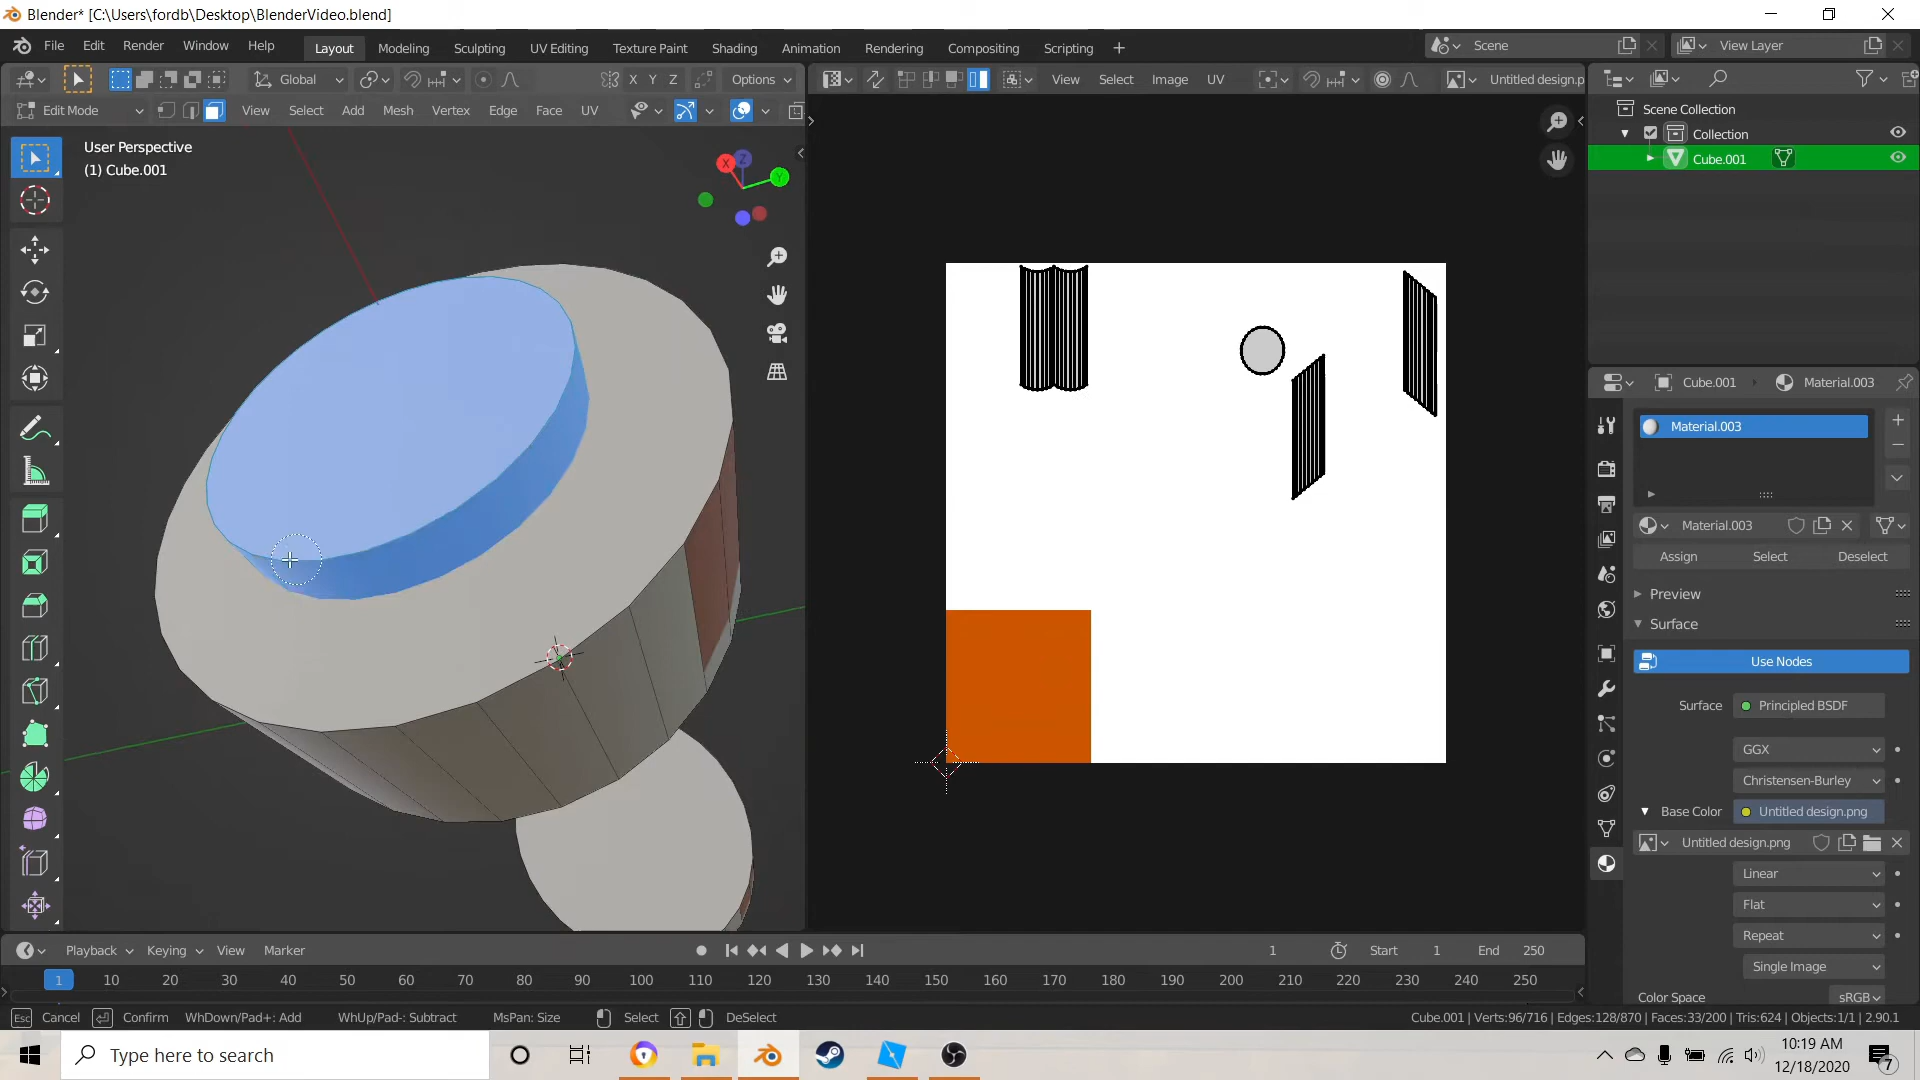 Blender* [C:\Users\fordb\Desktop\BlenderVideo.blend]
File Edit Render Window Help
Layout Modeling Sculpting UV Editing Texture Paint Shading Animation Rendering Compositing Scripting +
Scene
View Layer
Global
X Y Z
Options
View Select Image UV
Untitled design.p
Edit Mode
View Select Add Mesh Vertex Edge Face UV
User Perspective
(1) Cube.001
X
Y
Z
Scene Collection
Collection
Cube.001
Cube.001
Material.003
Material.003
Material.003
Assign Select Deselect
Preview
Surface
Use Nodes
Surface Principled BSDF
GGX
Christensen-Burley
Base Color Untitled design.png
Untitled design.png
Linear
Flat
Repeat
Single Image
Color Space sRGB
Playback Keying View Marker
1 Start 1 End 250
1 10 20 30 40 50 60 70 80 90 100 110 120 130 140 150 160 170 180 190 200 210 220 230 240 250
Esc Cancel Confirm WhDown/Pad+: Add WhUp/Pad-: Subtract MsPan: Size Select DeSelect
Cube.001 | Verts:96/716 | Edges:128/870 | Faces:33/200 | Tris:624 | Objects:1/1 | 2.90.1
Type here to search
10:19 AM
12/18/2020
7